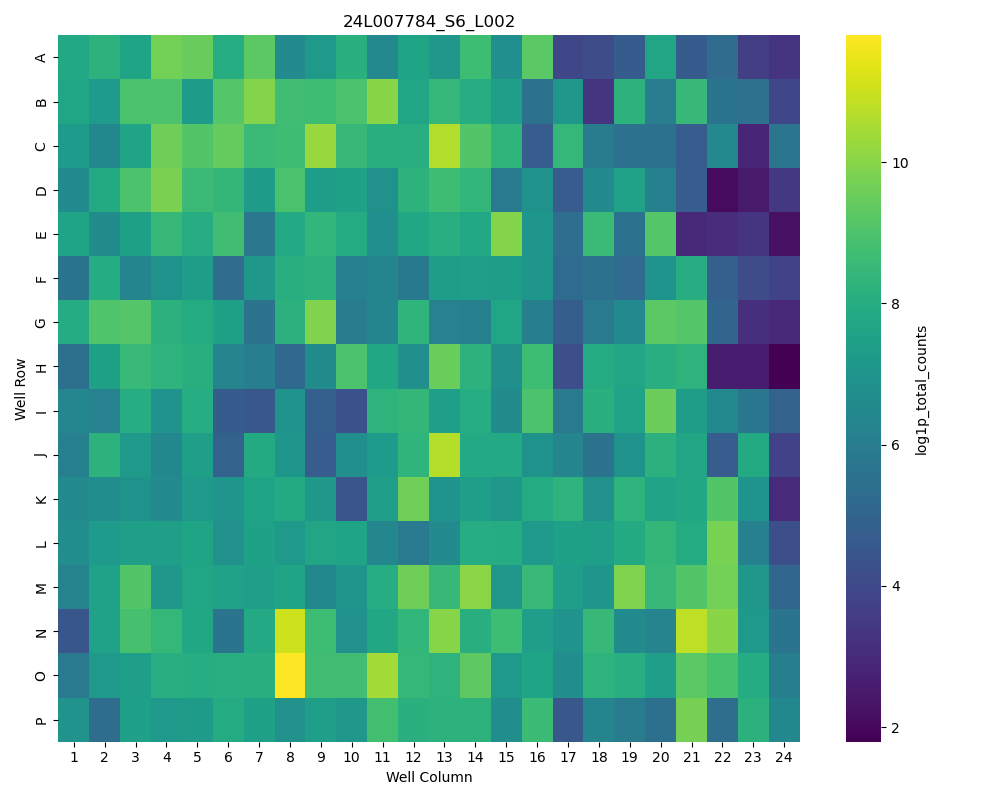 24L007784_S6_L002
A
B
C
D
E
F
G
H
I
J
K
L
M
N
O
P
Well Row
1 2 3 4 5 6 7 8 9 10 11 12 13 14 15 16 17 18 19 20 21 22 23 24
Well Column
10
8
6
4
2
log1p_total_counts